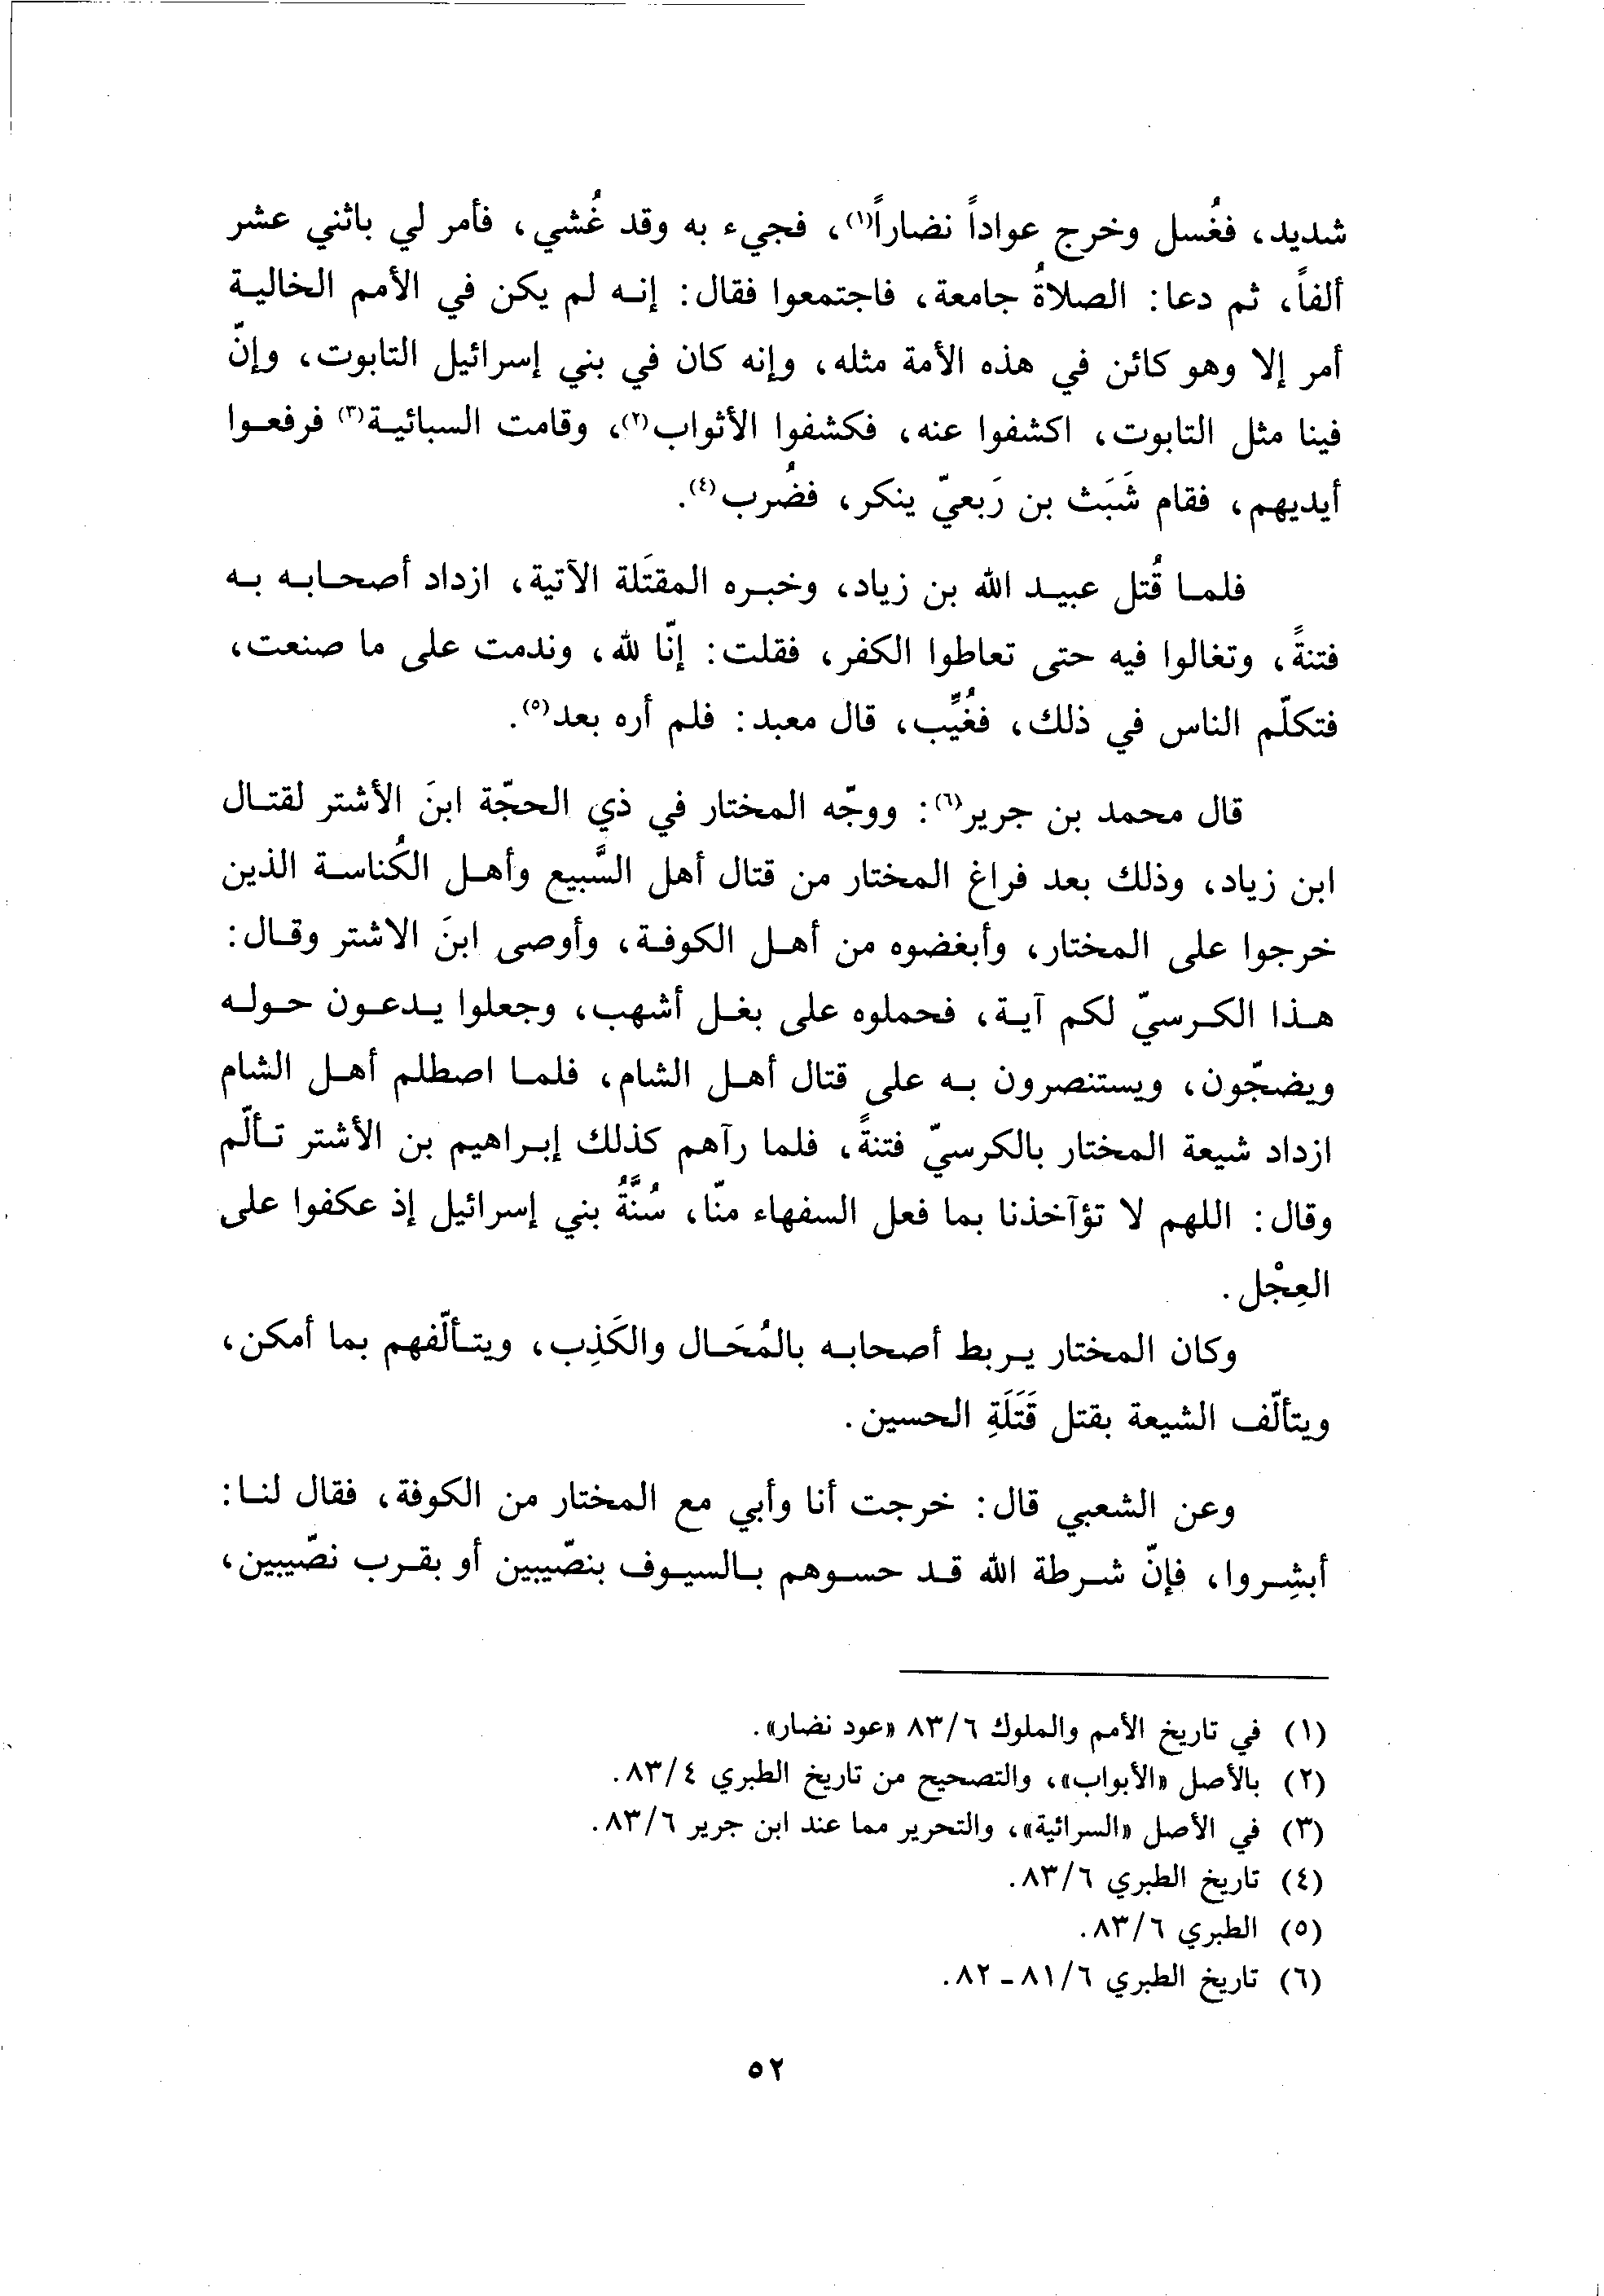 شديد، فغُسل وخرج عواداً نضاراً(١)، فجيء به وقد غُشي، فأمر لي باثني عشر
ألفاً، ثم دعا: الصلاةُ جامعة، فاجتمعوا فقال: إنه لم يكن في الأمم الخالية
أمر إلا وهو كائن في هذه الأمة مثله، وإنه كان في بني إسرائيل التابوت، وإنّ
فينا مثل التابوت، اكشفوا عنه، فكشفوا الأثواب(٢)، وقامت السبائية(٣) فرفعوا
أيديهم، فقام شَبَث بن رَبعيّ ينكر، فضُرب(٤).
فلما قُتل عبيد الله بن زياد، وخبره المقتَلة الآتية، ازداد أصحابه به
فتنةً، وتغالوا فيه حتى تعاطوا الكفر، فقلت: إنّا لله، وندمت على ما صنعت،
فتكلّم الناس في ذلك، فغُيِّب، قال معبد: فلم أره بعد(٥).
قال محمد بن جرير(٦): ووجّه المختار في ذي الحجّة ابنَ الأشتر لقتال
ابن زياد، وذلك بعد فراغ المختار من قتال أهل السَّبيع وأهل الكُناسة الذين
خرجوا على المختار، وأبغضوه من أهل الكوفة، وأوصى ابنَ الاشتر وقال:
هذا الكرسيّ لكم آية، فحملوه على بغل أشهب، وجعلوا يدعون حوله
ويضجّون، ويستنصرون به على قتال أهل الشام، فلما اصطلم أهل الشام
ازداد شيعة المختار بالكرسيّ فتنةً، فلما رآهم كذلك إبراهيم بن الأشتر تألّم
وقال: اللهم لا تؤآخذنا بما فعل السفهاء منّا، سُنَّةُ بني إسرائيل إذ عكفوا على
العِجْل.
وكان المختار يربط أصحابه بالمُحَال والكَذِب، ويتألّفهم بما أمكن،
ويتألّف الشيعة بقتل قَتَلَةِ الحسين.
وعن الشعبي قال: خرجت أنا وأبي مع المختار من الكوفة، فقال لنا:
أبشِروا، فإنّ شرطة الله قد حسوهم بالسيوف بنصّيبين أو بقرب نصّيبين،
(١) في تاريخ الأمم والملوك ٨٣/٦ «عود نضار».
(٢) بالأصل «الأبواب»، والتصحيح من تاريخ الطبري ٨٣/٤.
(٣) في الأصل «السرائية»، والتحرير مما عند ابن جرير ٨٣/٦.
(٤) تاريخ الطبري ٨٣/٦.
(٥) الطبري ٨٣/٦.
(٦) تاريخ الطبري ٨١/٦ ـ ٨٢.
٥٢